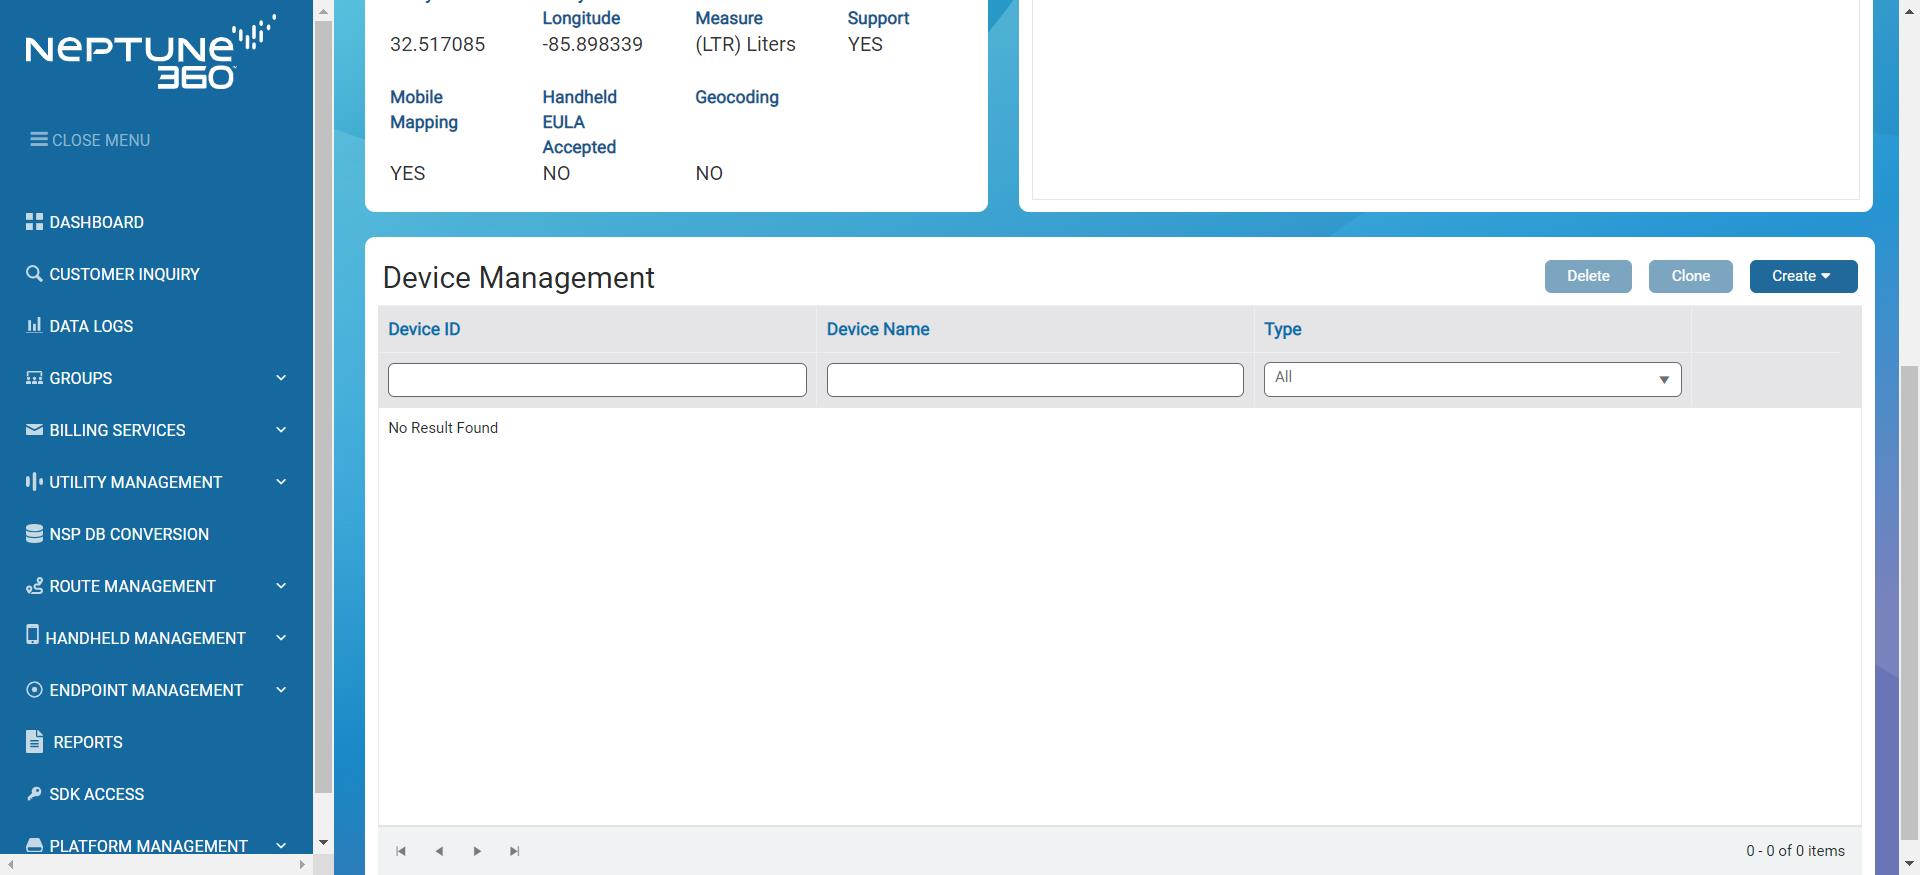 NEPTUNE
360
CLOSE MENU
DASHBOARD
CUSTOMER INQUIRY
DATA LOGS
GROUPS
BILLING SERVICES
UTILITY MANAGEMENT
NSP DB CONVERSION
ROUTE MANAGEMENT
HANDHELD MANAGEMENT
ENDPOINT MANAGEMENT
REPORTS
SDK ACCESS
PLATFORM MANAGEMENT
Longitude Measure Support
32.517085 -85.898339 (LTR) Liters YES
Mobile Handheld Geocoding
Mapping EULA
Accepted
YES NO NO
Device Management Delete Clone Create
Device ID Device Name Type
All
No Result Found
0 - 0 of 0 items